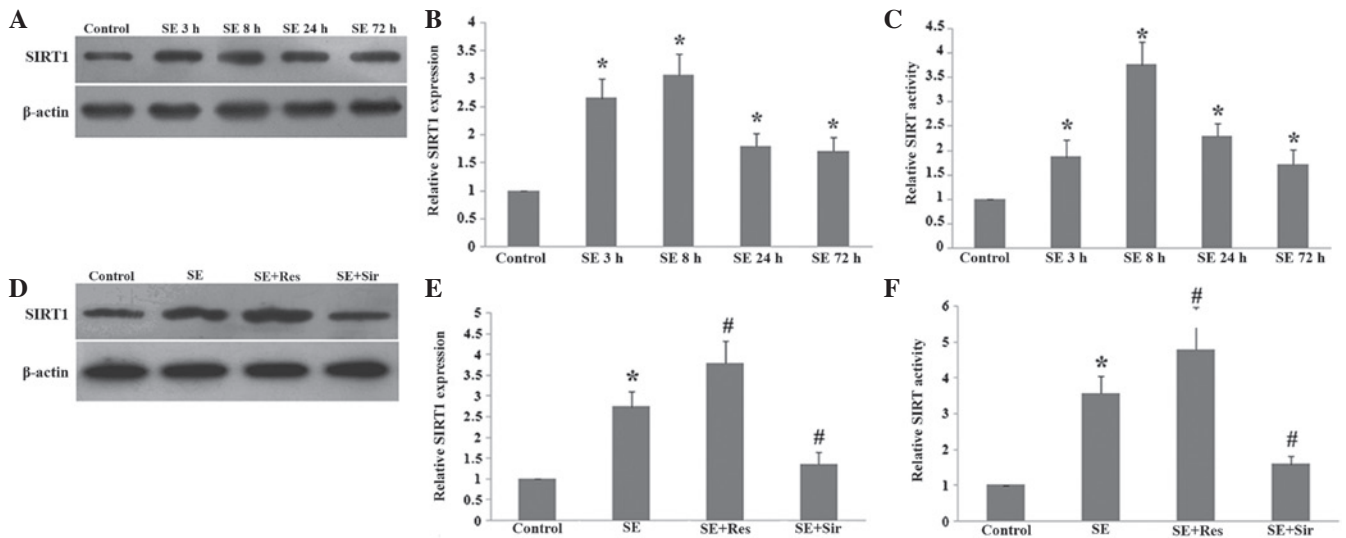 A
Control SE 3 h SE 8 h SE 24 h SE 72 h
SIRT1
β-actin
B
Relative SIRT1 expression
4
3.5
3
2.5
2
1.5
1
0.5
0
* * * *
Control SE 3 h SE 8 h SE 24 h SE 72 h
C
Relative SIRT activity
4.5
4
3.5
3
2.5
2
1.5
1
0.5
0
* * * *
Control SE 3 h SE 8 h SE 24 h SE 72 h
D
Control SE SE+Res SE+Sir
SIRT1
β-actin
E
Relative SIRT1 expression
5
4.5
4
3.5
3
2.5
2
1.5
1
0.5
0
* # #
Control SE SE+Res SE+Sir
F
Relative SIRT activity
6
5
4
3
2
1
0
* # #
Control SE SE+Res SE+Sir